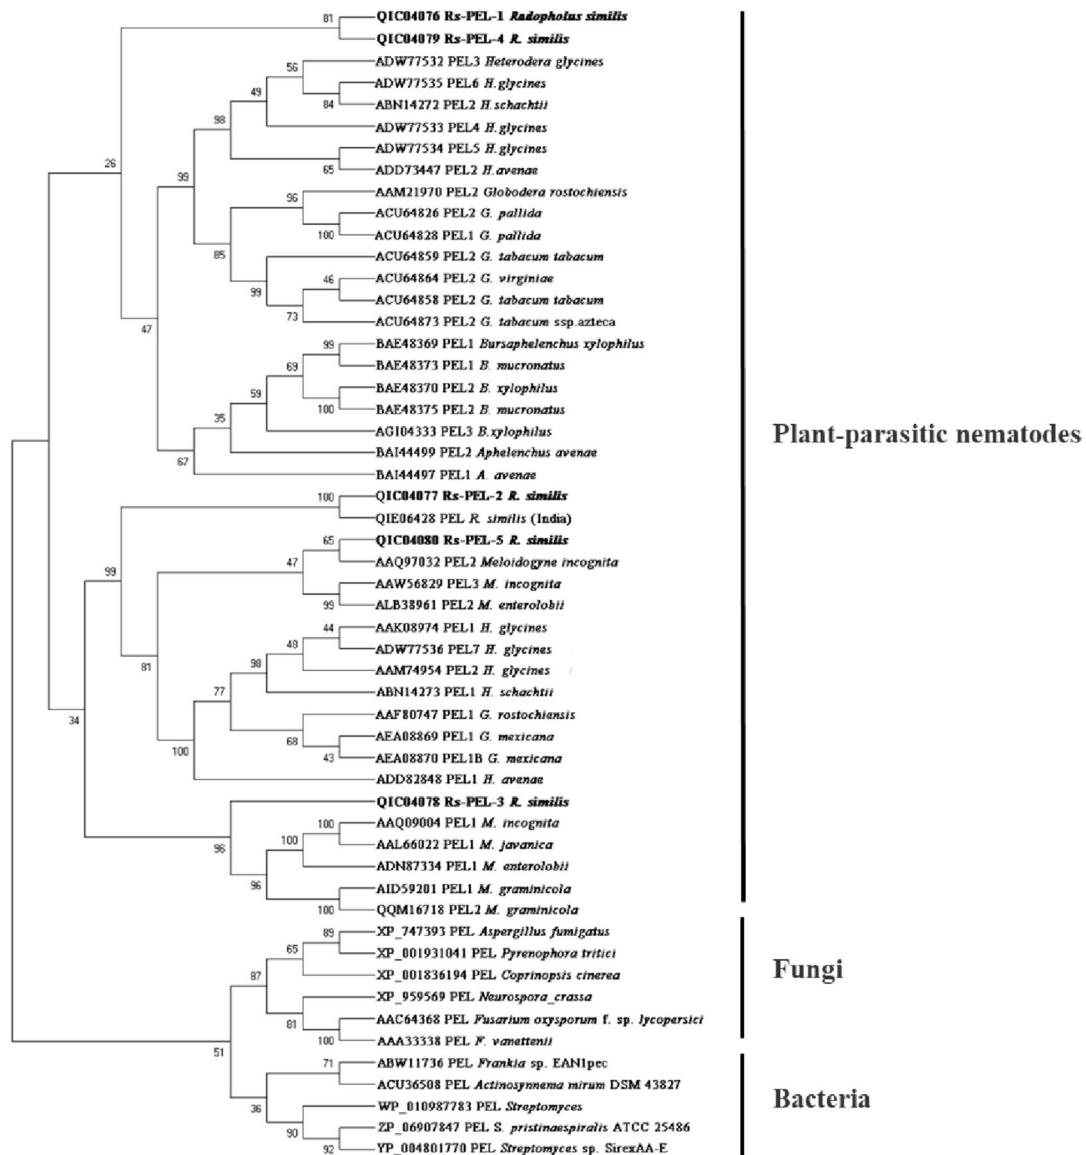 81
QIC04076 Rs-PEL-1 Radopholus similis
QIC04079 Rs-PEL-4 R. similis
56
ADW77532 PEL3 Heterodera glycines
ADW77535 PEL6 H.glycines
49
84
ABN14272 PEL2 H.schachtii
98
ADW77533 PEL4 H.glycines
ADW77534 PEL5 H.glycines
26
65
ADD73447 PEL2 H.avenae
99
96
AAM21970 PEL2 Globodera rostochiensis
ACU64826 PEL2 G. pallida
100
ACU64828 PEL1 G. pallida
85
ACU64859 PEL2 G. tabacum tabacum
46
ACU64864 PEL2 G. virginiae
99
ACU64858 PEL2 G. tabacum tabacum
73
ACU64873 PEL2 G. tabacum ssp.azteca
47
99
BAE48369 PEL1 Bursaphelenchus xylophilus
69
BAE48373 PEL1 B. mucronatus
BAE48370 PEL2 B. xylophilus
59
100
BAE48375 PEL2 B. mucronatus
35
AGI04333 PEL3 B.xylophilus
Plant-parasitic nematodes
BAI44499 PEL2 Aphelenchus avenae
67
BAI44497 PEL1 A. avenae
100
QIC04077 Rs-PEL-2 R. similis
QIE06428 PEL R. similis (India)
65
QIC04080 Rs-PEL-5 R. similis
47
AAQ97032 PEL2 Meloidogyne incognita
99
AAW56829 PEL3 M. incognita
99
ALB38961 PEL2 M. enterolobii
44
AAK08974 PEL1 H. glycines
48
ADW77536 PEL7 H. glycines
81
98
AAM74954 PEL2 H. glycines
77
ABN14273 PEL1 H. schachtii
34
AAF80747 PEL1 G. rostochiensis
68
AEA08869 PEL1 G. mexicana
100
43
AEA08870 PEL1B G. mexicana
ADD82848 PEL1 H. avenae
QIC04078 Rs-PEL-3 R. similis
100
AAQ09004 PEL1 M. incognita
100
AAL66022 PEL1 M. javanica
96
ADN87334 PEL1 M. enterolobii
96
AID59201 PEL1 M. graminicola
100
QQM16718 PEL2 M. graminicola
89
XP_747393 PEL Aspergillus fumigatus
65
XP_001931041 PEL Pyrenophora tritici
87
XP_001836194 PEL Coprinopsis cinerea
Fungi
XP_959569 PEL Neurospora_crassa
81
AAC64368 PEL Fusarium oxysporum f. sp. lycopersici
100
AAA33338 PEL F. vanettenii
51
71
ABW11736 PEL Frankia sp. EAN1pec
ACU36508 PEL Actinosynnema mirum DSM 43827
36
WP_010987783 PEL Streptomyces
Bacteria
90
ZP_06907847 PEL S. pristinaespiralis ATCC 25486
92
YP_004801770 PEL Streptomyces sp. SirexAA-E